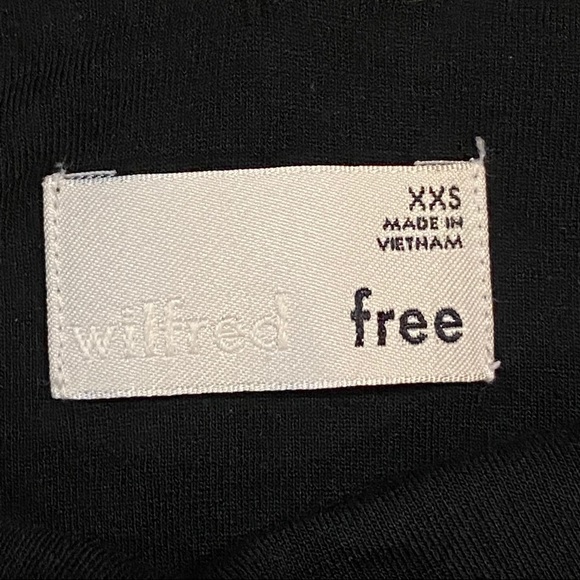 XXS
MADE IN
VIETNAM
wilfred free